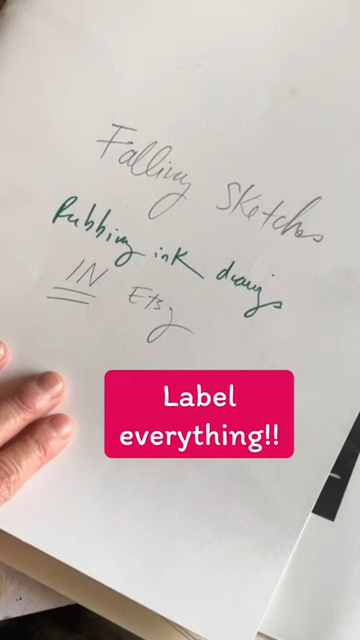 Falling Sketches
Rubbing ink drawings
IN Etsy
Label
everything!!